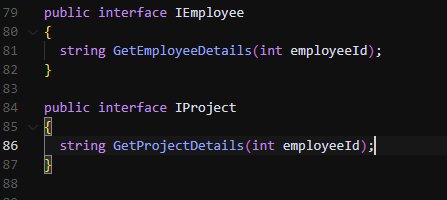 79 public interface IEmployee
80 {
81 string GetEmployeeDetails(int employeeId);
82 }
83
84 public interface IProject
85 {
86 string GetProjectDetails(int employeeId);
87 }
88